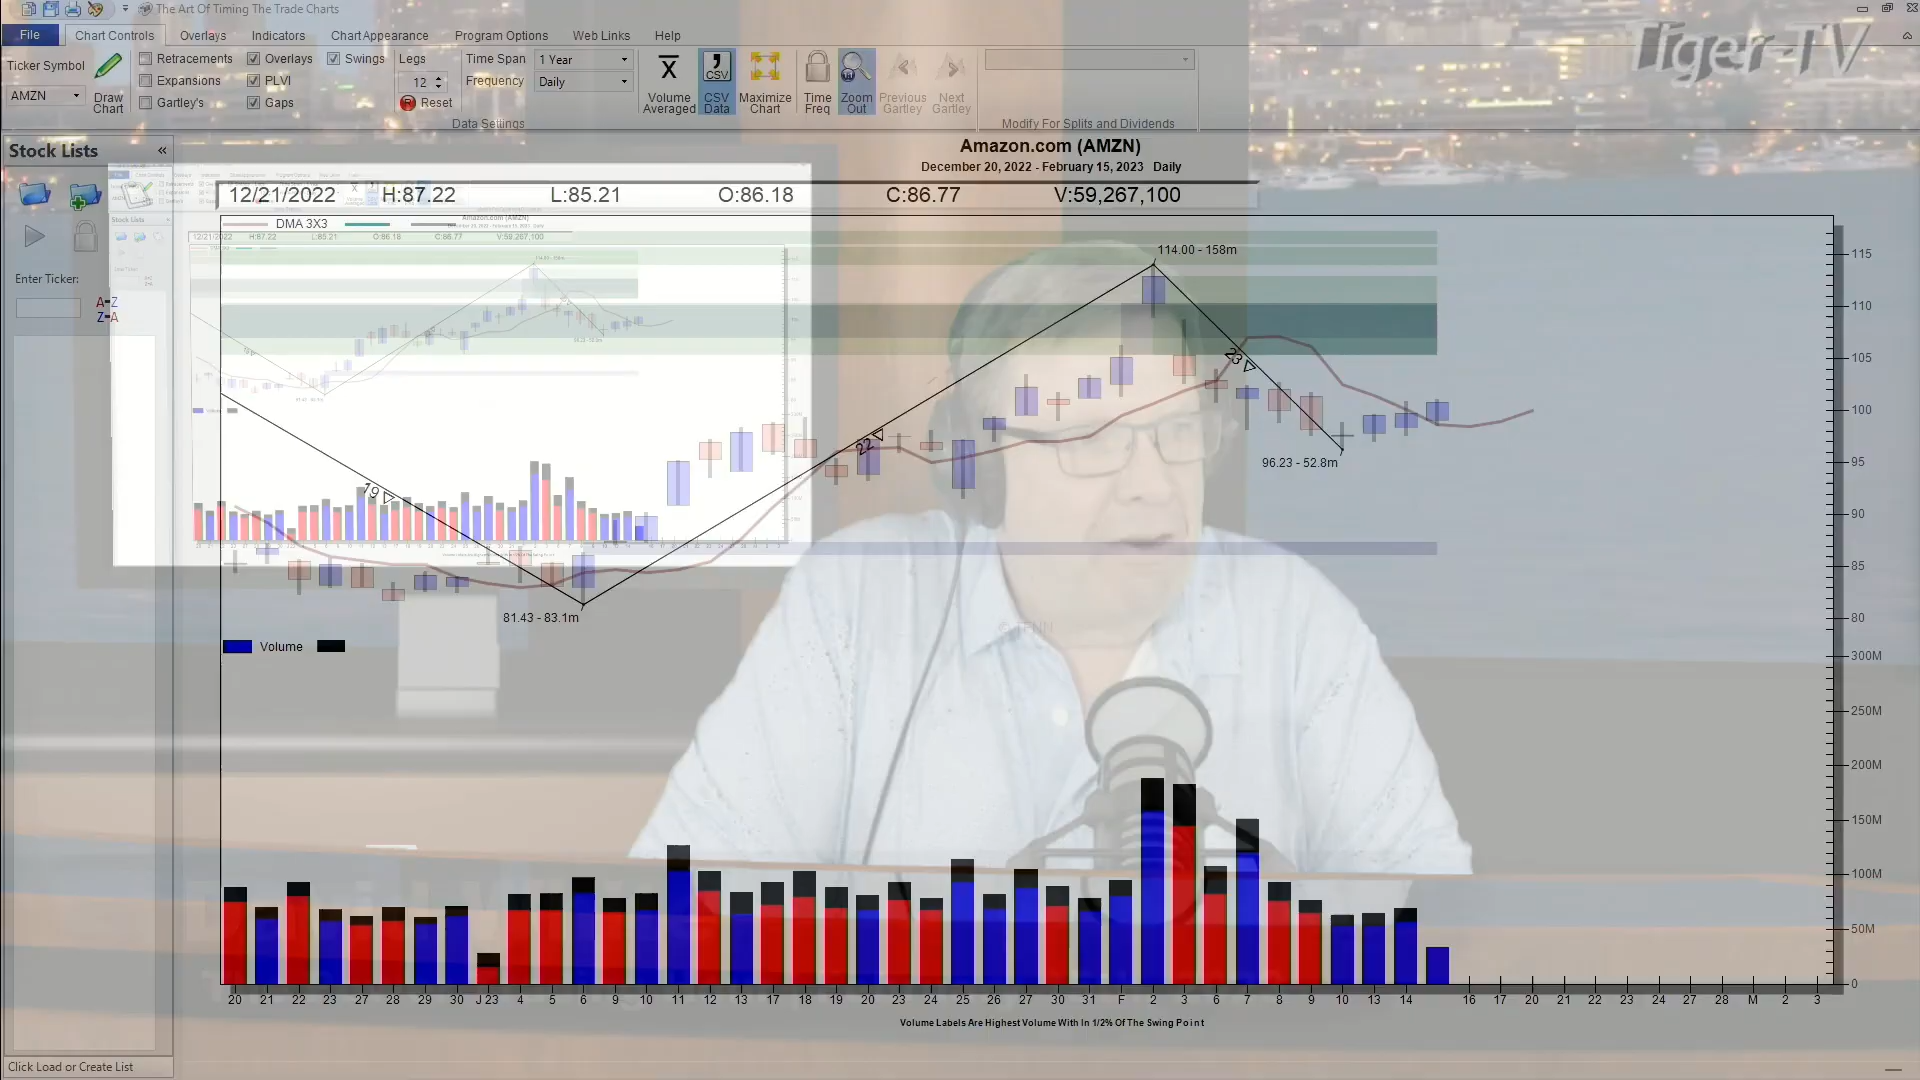 The Art Of Timing The Trade Charts
Tiger-TV
File Chart Controls Overlays Indicators Chart Appearance Program Options Web Links Help
Ticker Symbol
AMZN
Draw Chart
Retracements
Expansions
Gartley's
Overlays
PLVI
Gaps
Swings
Legs
12
Reset
Time Span 1 Year
Frequency Daily
Volume Averaged
CSV
CSV Data
Maximize Chart
Time Freq
Zoom Out
Previous Gartley
Next Gartley
Data Settings
Modify For Splits and Dividends
Stock Lists
Enter Ticker:
A-Z
Z-A
Click Load or Create List
Amazon.com (AMZN)
December 20, 2022 - February 15, 2023 Daily
12/21/2022 H:87.22 L:85.21 O:86.18 C:86.77 V:59,267,100
DMA 3X3
114.00 - 158m
23
22
19
96.23 - 52.8m
81.43 - 83.1m
115
110
105
100
95
90
85
80
© TFNN
Volume
300M
250M
200M
150M
100M
50M
0
20 21 22 23 27 28 29 30 J 23 4 5 6 9 10 11 12 13 17 18 19 20 23 24 25 26 27 30 31 F 2 3 6 7 8 9 10 13 14 16 17 20 21 22 23 24 27 28 M 2 3
Volume Labels Are Highest Volume With In 1/2% Of The Swing Point